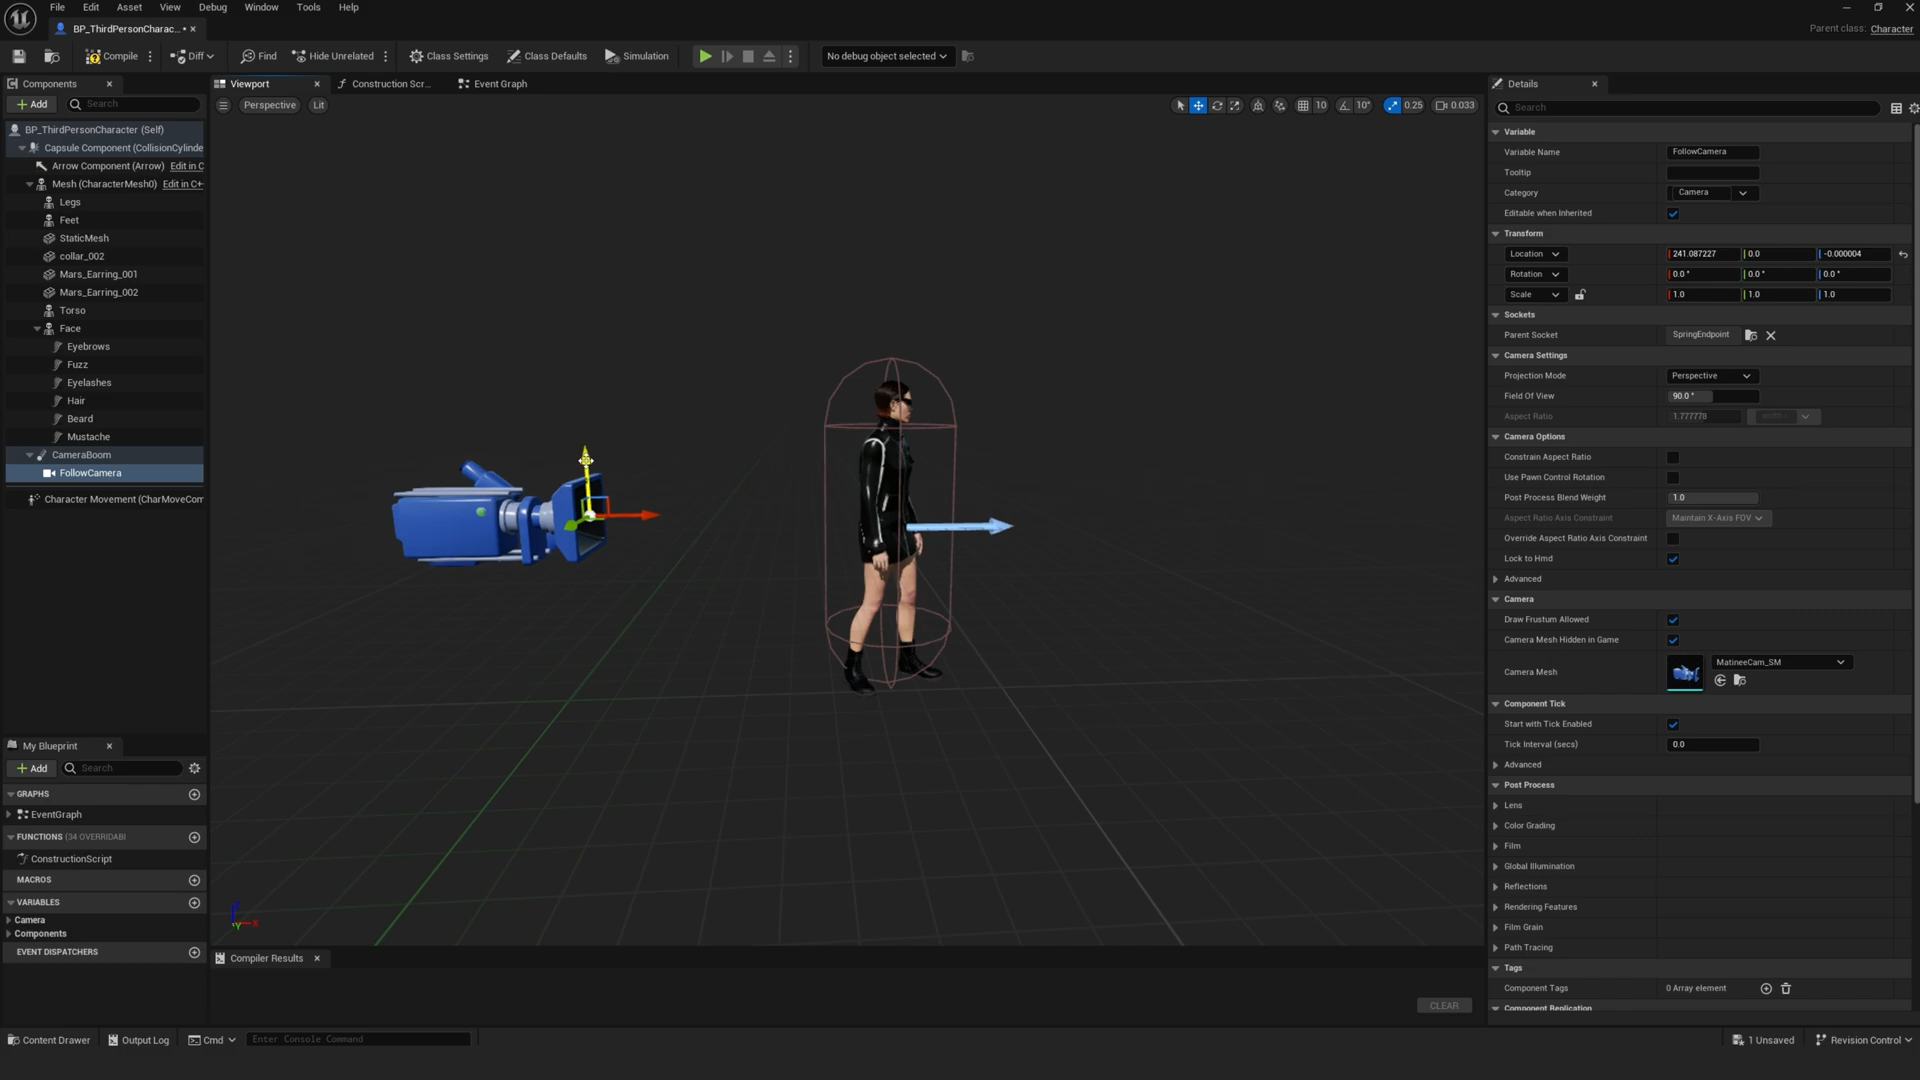 File Edit Asset View Debug Window Tools Help
BP_ThirdPersonCharac...
Parent class: Character
Compile Diff Find Hide Unrelated Class Settings Class Defaults Simulation No debug object selected
Components
Add Search
BP_ThirdPersonCharacter (Self)
Capsule Component (CollisionCylinde
Arrow Component (Arrow) Edit in C
Mesh (CharacterMesh0) Edit in C+
Legs
Feet
StaticMesh
collar_002
Mars_Earring_001
Mars_Earring_002
Torso
Face
Eyebrows
Fuzz
Eyelashes
Hair
Beard
Mustache
CameraBoom
FollowCamera
Character Movement (CharMoveCom
My Blueprint
Add Search
GRAPHS
EventGraph
FUNCTIONS (34 OVERRIDABI
ConstructionScript
MACROS
VARIABLES
Camera
Components
EVENT DISPATCHERS
Viewport Construction Scr... Event Graph
Perspective Lit
10 10° 0.25 0.033
X
Y
Compiler Results
CLEAR
Details
Search
Variable
Variable Name FollowCamera
Tooltip
Category Camera
Editable when Inherited
Transform
Location 241.087227 0.0 -0.000004
Rotation 0.0° 0.0° 0.0°
Scale 1.0 1.0 1.0
Sockets
Parent Socket SpringEndpoint
Camera Settings
Projection Mode Perspective
Field Of View 90.0°
Aspect Ratio 1.777778
Camera Options
Constrain Aspect Ratio
Use Pawn Control Rotation
Post Process Blend Weight 1.0
Aspect Ratio Axis Constraint Maintain X-Axis FOV
Override Aspect Ratio Axis Constraint
Lock to Hmd
Advanced
Camera
Draw Frustum Allowed
Camera Mesh Hidden in Game
Camera Mesh MatineeCam_SM
Component Tick
Start with Tick Enabled
Tick Interval (secs) 0.0
Advanced
Post Process
Lens
Color Grading
Film
Global Illumination
Reflections
Rendering Features
Film Grain
Path Tracing
Tags
Component Tags 0 Array element
Component Replication
Content Drawer Output Log Cmd Enter Console Command 1 Unsaved Revision Control